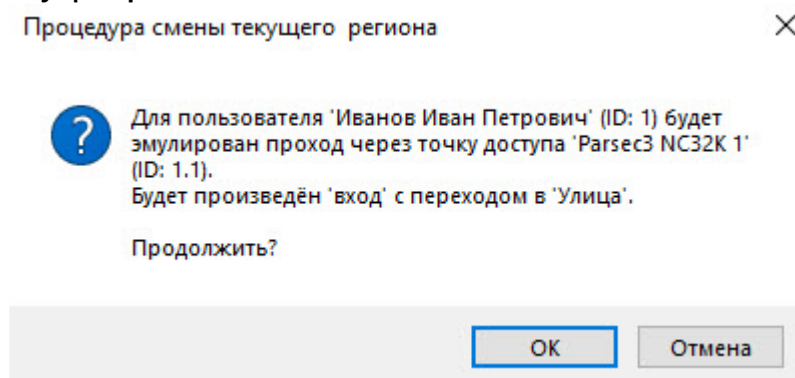 Процедура смены текущего  региона
Для пользователя 'Иванов Иван Петрович' (ID: 1) будет
эмулирован проход через точку доступа 'Parsec3 NC32K 1'
(ID: 1.1).
Будет произведён 'вход' с переходом в 'Улица'.
Продолжить?
ОК
Отмена